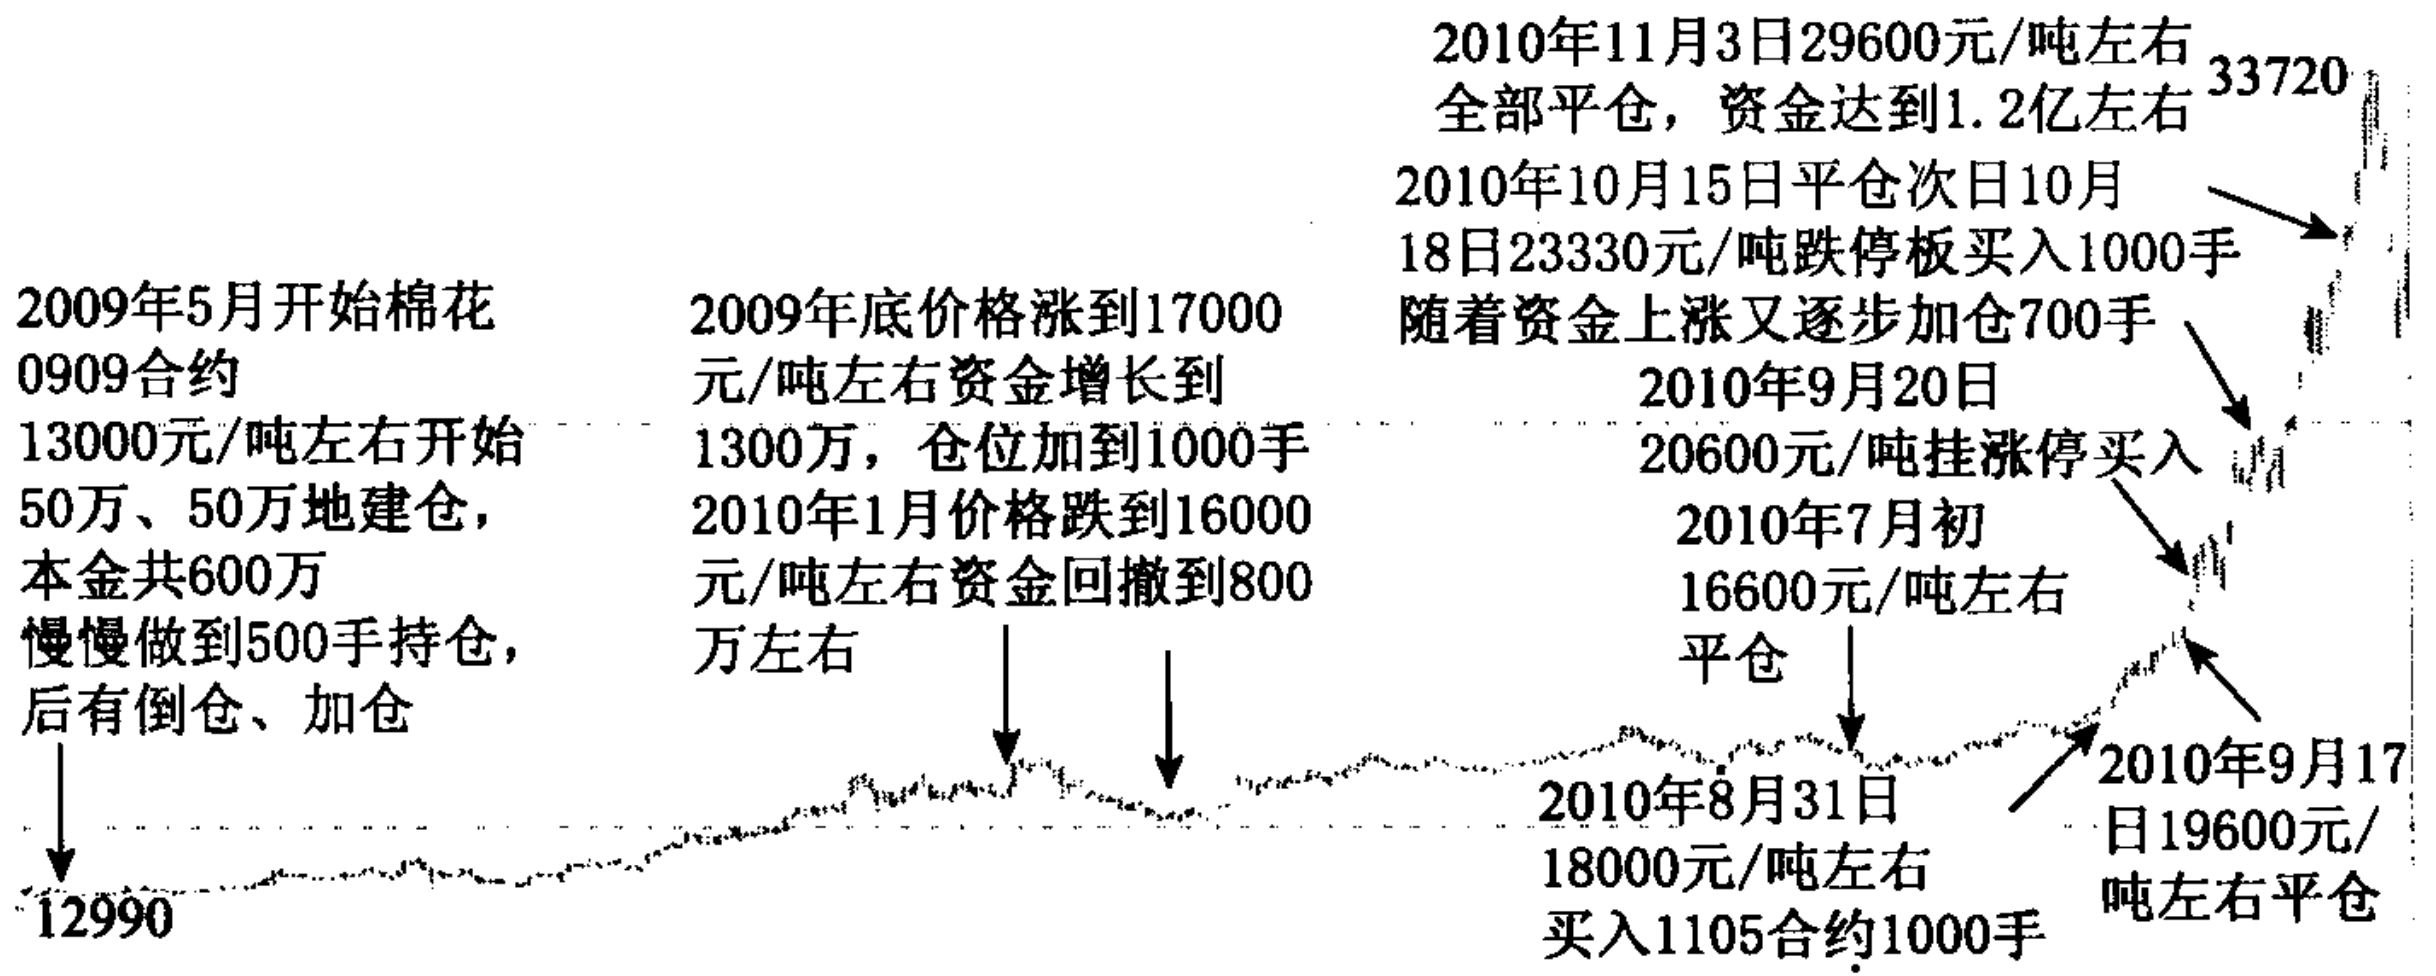 2009年5月开始棉花
0909合约
13000元/吨左右开始
50万、50万地建仓，
本金共600万
慢慢做到500手持仓，
后有倒仓、加仓
12990
2009年底价格涨到17000
元/吨左右资金增长到
1300万，仓位加到1000手
2010年1月价格跌到16000
元/吨左右资金回撤到800
万左右
2010年11月3日29600元/吨左右
全部平仓，资金达到1.2亿左右
33720
2010年10月15日平仓次日10月
18日23330元/吨跌停板买入1000手
随着资金上涨又逐步加仓700手
2010年9月20日
20600元/吨挂涨停买入
2010年7月初
16600元/吨左右
平仓
2010年8月31日
18000元/吨左右
买入1105合约1000手
2010年9月17
日19600元/
吨左右平仓